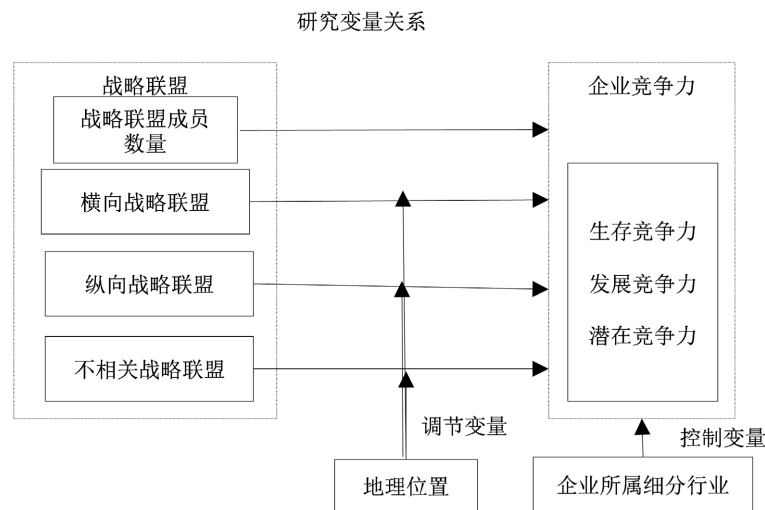 研究变量关系
战略联盟
战略联盟成员
数量
横向战略联盟
纵向战略联盟
不相关战略联盟
企业竞争力
生存竞争力
发展竞争力
潜在竞争力
调节变量
控制变量
地理位置
企业所属细分行业